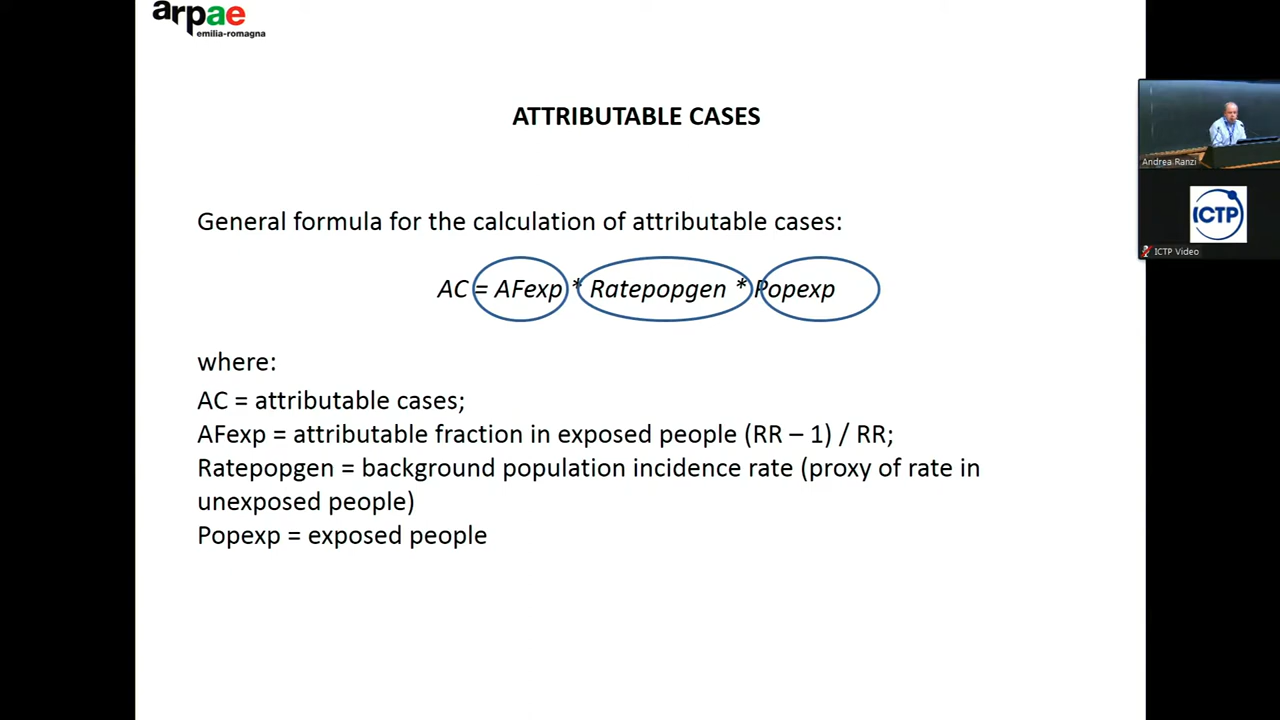 arpae
emilia-romagna
ATTRIBUTABLE CASES
General formula for the calculation of attributable cases:
AC = AFexp * Ratepopgen * Popexp
where:
AC = attributable cases;
AFexp = attributable fraction in exposed people (RR – 1) / RR;
Ratepopgen = background population incidence rate (proxy of rate in
unexposed people)
Popexp = exposed people
Andrea Ranzi
ICTP
ICTP Video